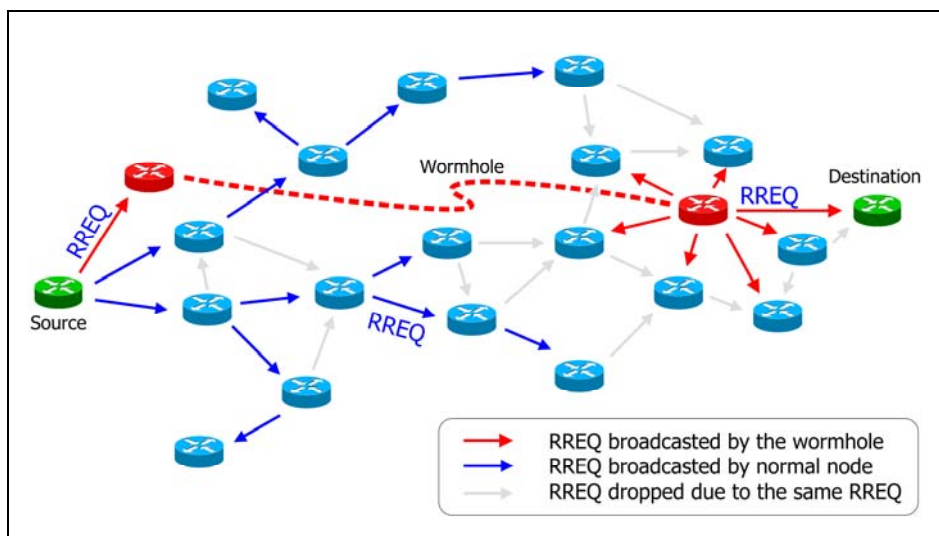 Wormhole
Destination
RREQ
RREQ
Source
RREQ
RREQ broadcasted by the wormhole
RREQ broadcasted by normal node
RREQ dropped due to the same RREQ